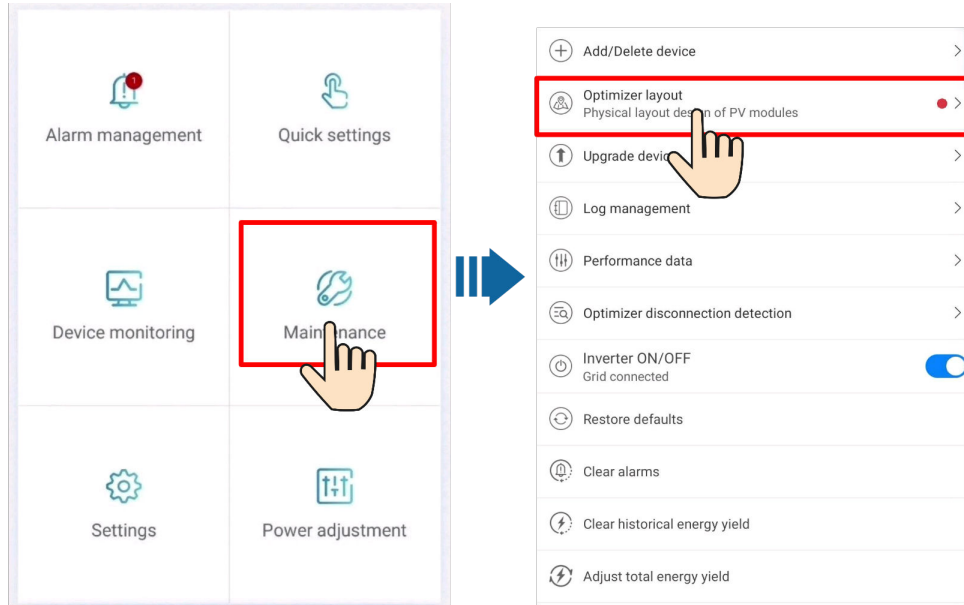 1
Alarm management
Quick settings
Device monitoring
Maintenance
Settings
Power adjustment
Add/Delete device
Optimizer layout
Physical layout design of PV modules
Upgrade device
Log management
Performance data
Optimizer disconnection detection
Inverter ON/OFF
Grid connected
Restore defaults
Clear alarms
Clear historical energy yield
Adjust total energy yield